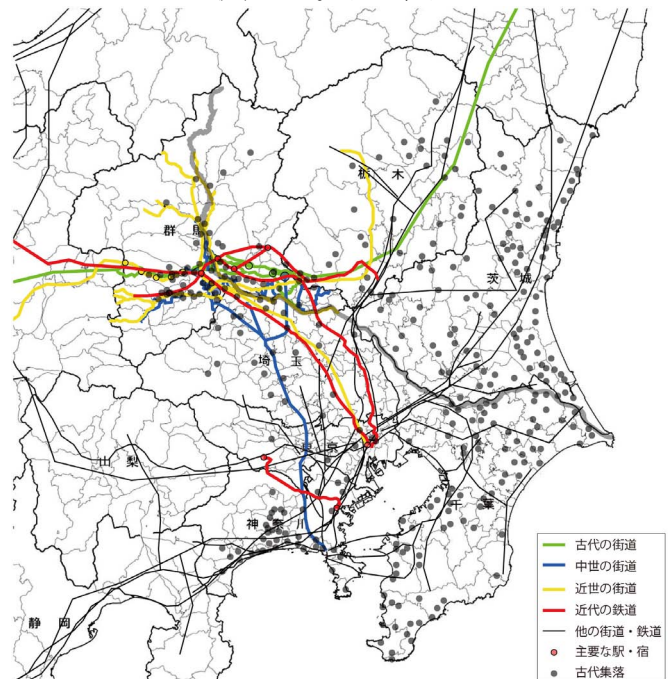 栃 木
群 馬
茨 城
埼 玉
東 京
山 梨
千 葉
神 奈 川
静 岡
古代の街道
中世の街道
近世の街道
近代の鉄道
他の街道・鉄道
主要な駅・宿
古代集落